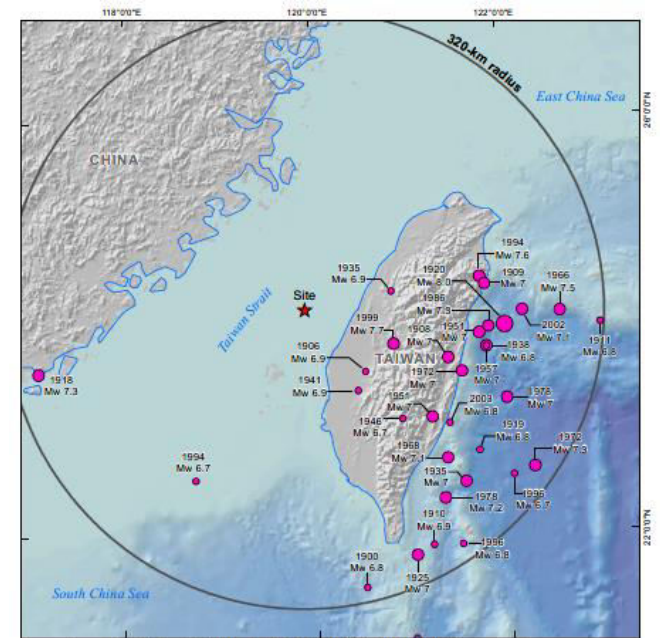 118°0'0"E
120°0'0"E
122°0'0"E
320-km radius
East China Sea
26°0'0"N
CHINA
1994
Mw 7.6
1920
Mw 8.0
1909
Mw 7
1966
Mw 7.5
1935
Mw 6.9
1986
Mw 7.3
Site
Taiwan Strait
1999
Mw 7.7
1908
Mw 7
1951
Mw 7
2002
Mw 7.1
1938
Mw 6.8
1911
Mw 6.8
1906
Mw 6.9
TAIWAN
1957
Mw 7
1972
Mw 7
1918
Mw 7.3
1941
Mw 6.9
1951
Mw 7
2003
Mw 6.8
1978
Mw 7
1946
Mw 6.7
1919
Mw 6.8
1968
Mw 7.1
1972
Mw 7.3
1994
Mw 6.7
1935
Mw 7
1978
Mw 7.2
1996
Mw 6.7
1910
Mw 6.9
1996
Mw 6.8
22°0'0"N
1900
Mw 6.8
1925
Mw 7
South China Sea